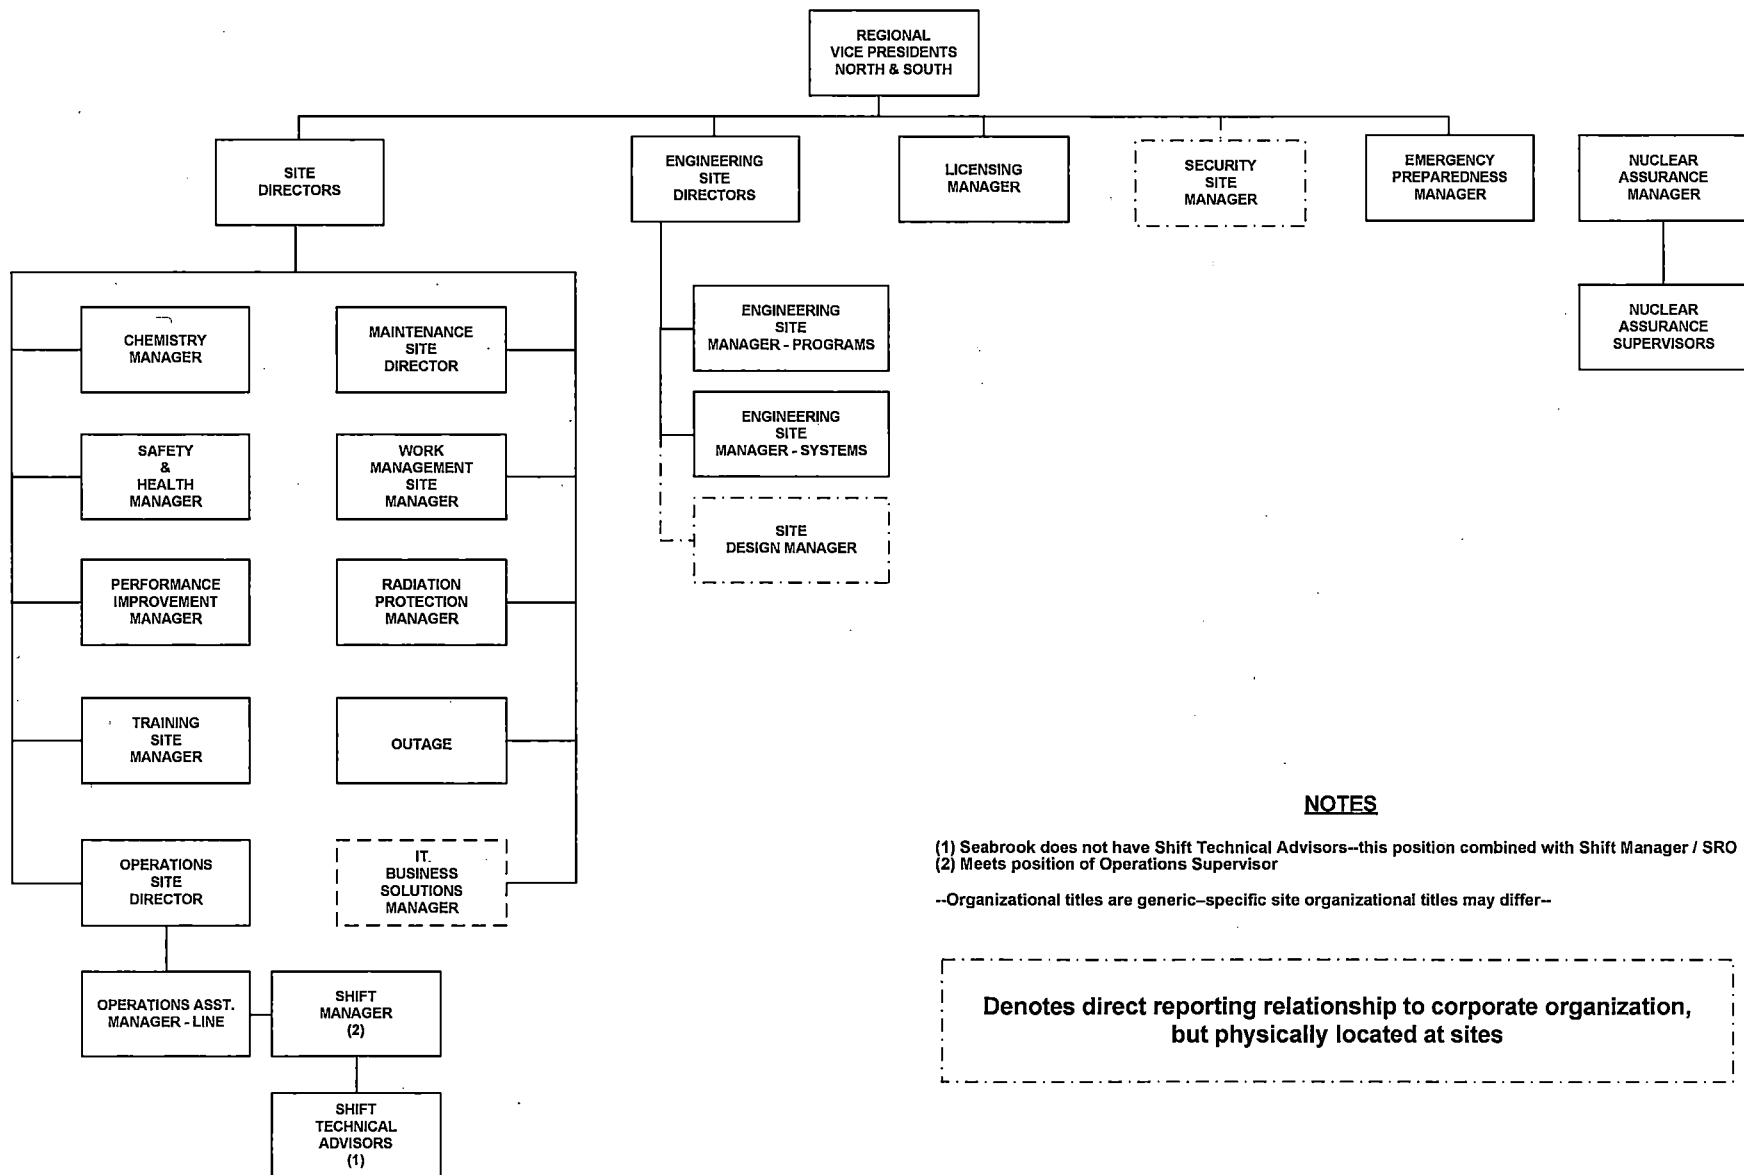 REGIONAL
VICE PRESIDENTS
NORTH & SOUTH
SITE
DIRECTORS
ENGINEERING
SITE
DIRECTORS
LICENSING
MANAGER
SECURITY
SITE
MANAGER
EMERGENCY
PREPAREDNESS
MANAGER
NUCLEAR
ASSURANCE
MANAGER
CHEMISTRY
MANAGER
MAINTENANCE
SITE
DIRECTOR
ENGINEERING
SITE
MANAGER - PROGRAMS
NUCLEAR
ASSURANCE
SUPERVISORS
SAFETY
&
HEALTH
MANAGER
WORK
MANAGEMENT
SITE
MANAGER
ENGINEERING
SITE
MANAGER - SYSTEMS
SITE
DESIGN MANAGER
PERFORMANCE
IMPROVEMENT
MANAGER
RADIATION
PROTECTION
MANAGER
TRAINING
SITE
MANAGER
OUTAGE
OPERATIONS
SITE
DIRECTOR
IT.
BUSINESS
SOLUTIONS
MANAGER
OPERATIONS ASST.
MANAGER - LINE
SHIFT
MANAGER
(2)
SHIFT
TECHNICAL
ADVISORS
(1)
NOTES
(1) Seabrook does not have Shift Technical Advisors--this position combined with Shift Manager / SRO
(2) Meets position of Operations Supervisor
--Organizational titles are generic--specific site organizational titles may differ--
Denotes direct reporting relationship to corporate organization,
but physically located at sites